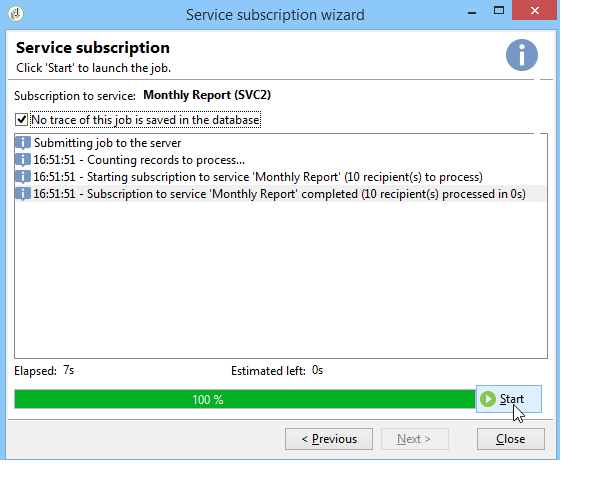 Service subscription wizard
Service subscription
Click 'Start' to launch the job.
Subscription to service: Monthly Report (SVC2)
No trace of this job is saved in the database
Submitting job to the server
16:51:51 - Counting records to process...
16:51:51 - Starting subscription to service 'Monthly Report' (10 recipient(s) to process)
16:51:51 - Subscription to service 'Monthly Report' completed (10 recipient(s) processed in 0s)
Elapsed: 7s Estimated left: 0s
100 % Start
< Previous Next > Close